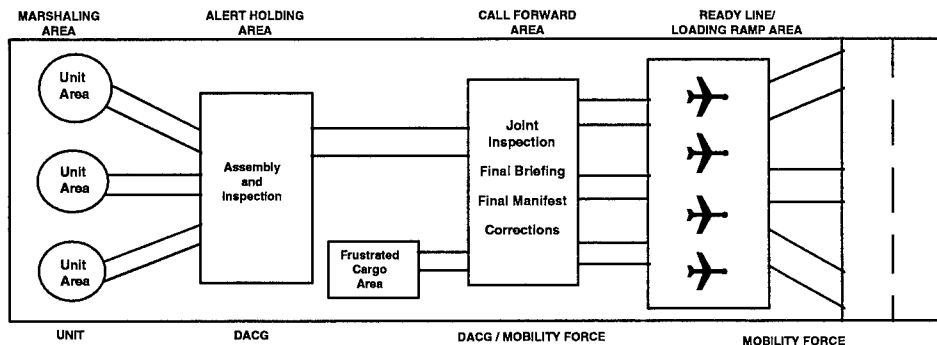 MARSHALING
AREA
ALERT HOLDING
AREA
CALL FORWARD
AREA
READY LINE/
LOADING RAMP AREA
Unit
Area
Unit
Area
Unit
Area
Assembly
and
Inspection
Frustrated
Cargo
Area
Joint
Inspection
Final Briefing
Final Manifest
Corrections
UNIT
DACG
DACG / MOBILITY FORCE
MOBILITY FORCE